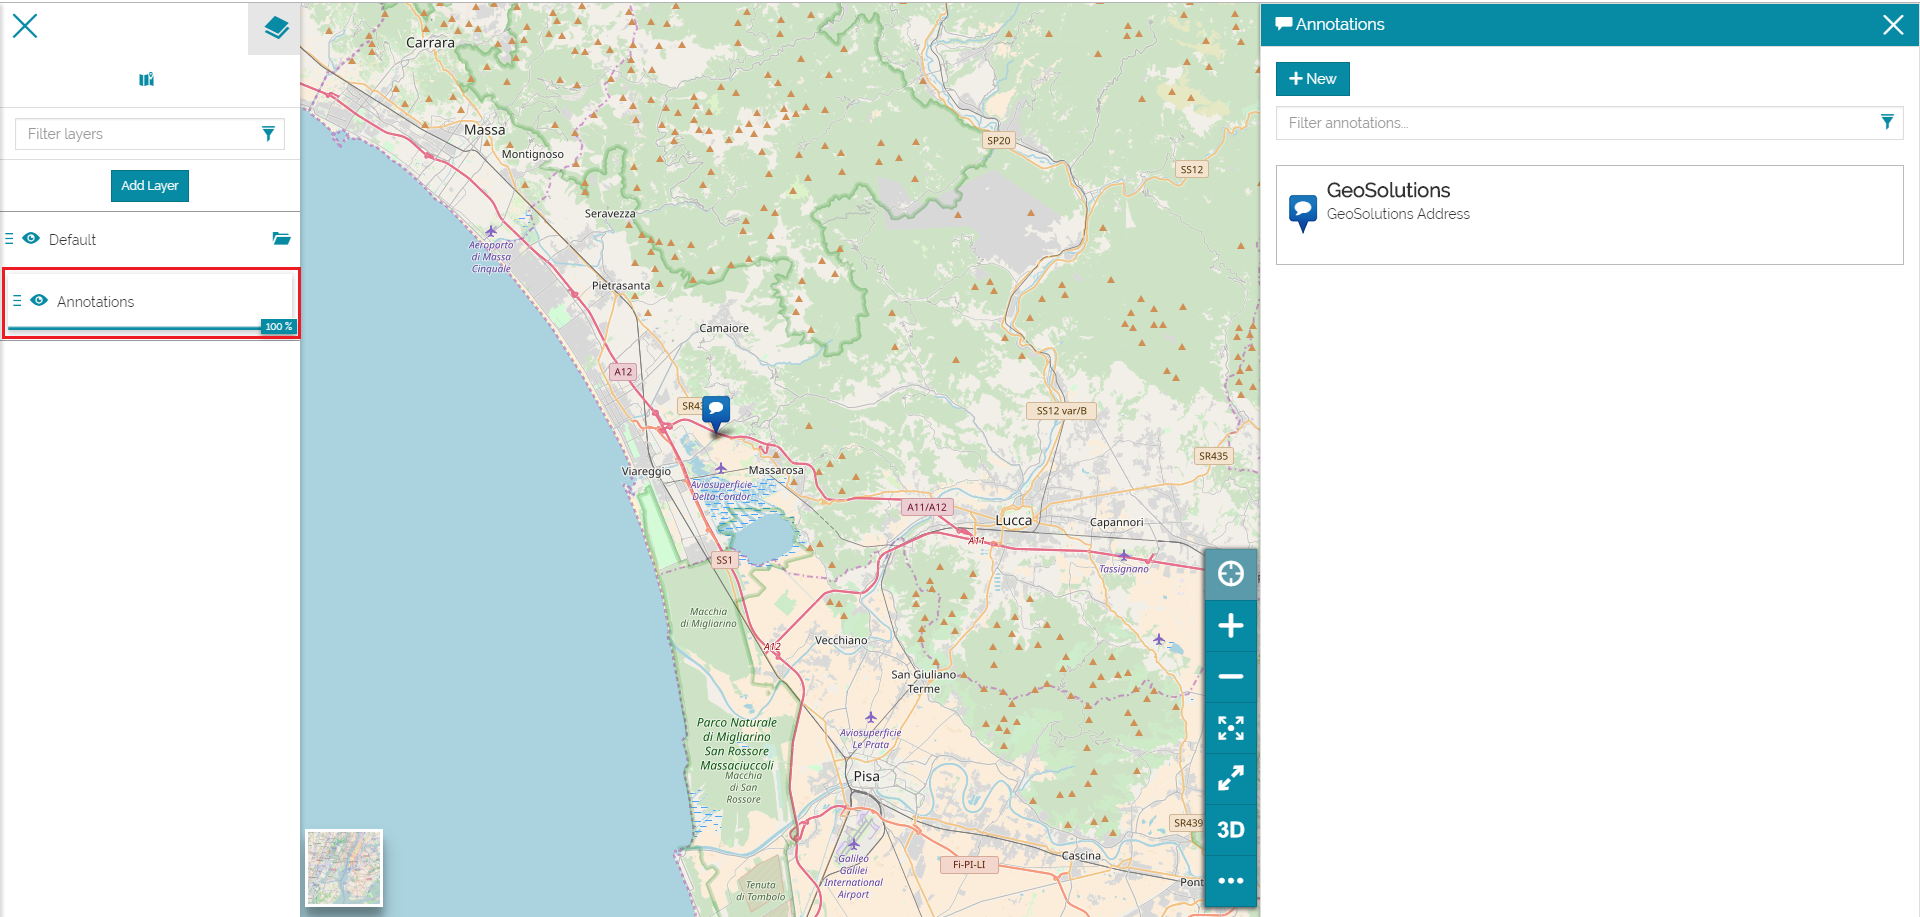 Filter layers
Add Layer
Default
Annotations
100 %
Carrara
Massa
Montignoso
SP20
SS12
Seravezza
Aeroporto
di Massa
Cinquale
Pietrasanta
Camaiore
A12
SS12 var/B
SR435
Viareggio
Massarosa
Aviosuperficie
Delta Condor
A11/A12
Lucca
Capannori
A11
Tassignano
SS1
Macchia
di Migliarino
Vecchiano
A12
San Giuliano
Terme
Parco Naturale
di Migliarino
San Rossore
Massaciuccoli
Macchia
di San
Rossore
Aviosuperficie
Le Prata
Pisa
SR439
Galileo
Galilei
International
Airport
Fi-PI-LI
Cascina
Tenuta
di Tombolo
Pont
3D
Annotations
New
Filter annotations...
GeoSolutions
GeoSolutions Address